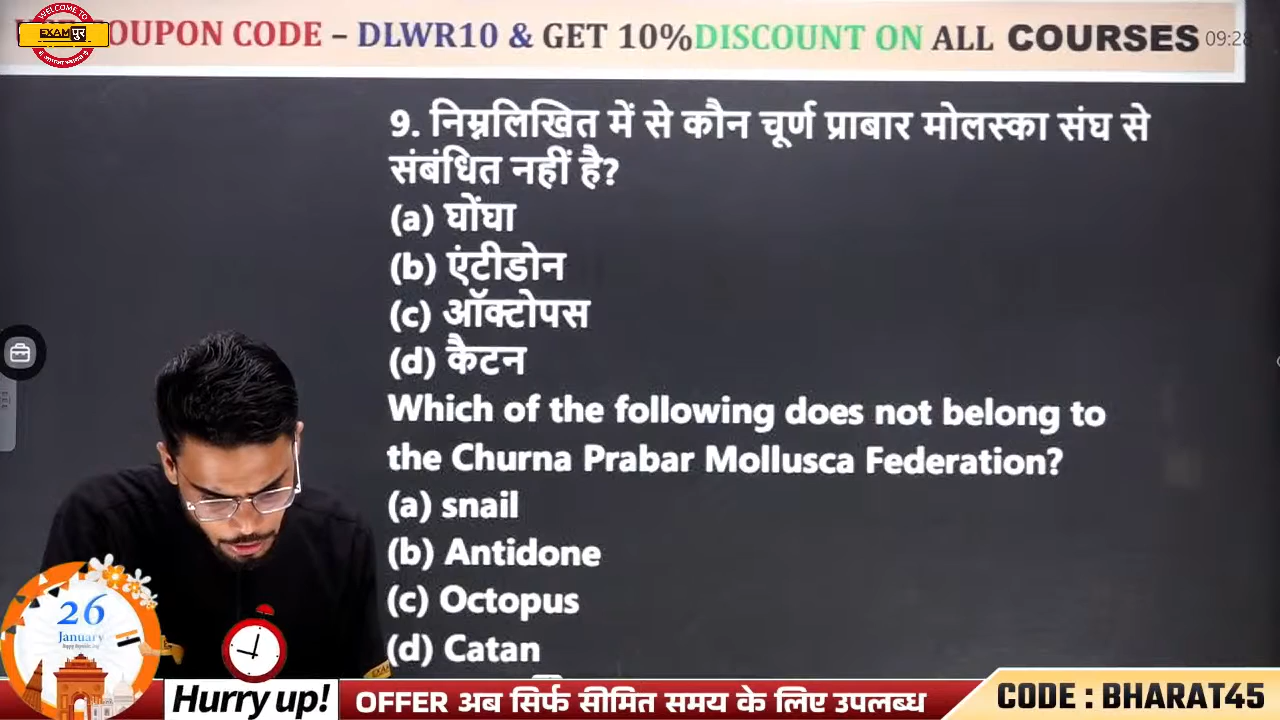 WELCOME TO
EXAM पुर
OUPON CODE – DLWR10 & GET 10%DISCOUNT ON ALL COURSES
09:28
9. निम्नलिखित में से कौन चूर्ण प्राबार मोलस्का संघ से
संबंधित नहीं है?
(a) घोंघा
(b) एंटीडोन
(c) ऑक्टोपस
(d) कैटन
Which of the following does not belong to
the Churna Prabar Mollusca Federation?
(a) snail
(b) Antidone
(c) Octopus
(d) Catan
26
January
Hurry up!
OFFER अब सिर्फ सीमित समय के लिए उपलब्ध
CODE : BHARAT45